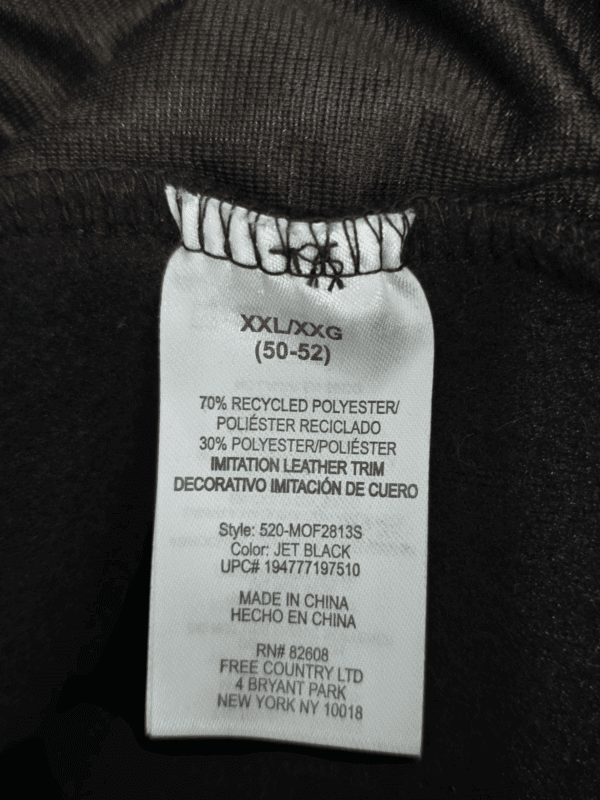 XXL/XXG
(50-52)
70% RECYCLED POLYESTER/
POLIÉSTER RECICLADO
30% POLYESTER/POLIÉSTER
IMITATION LEATHER TRIM
DECORATIVO IMITACIÓN DE CUERO
Style: 520-MOF2813S
Color: JET BLACK
UPC# 194777197510
MADE IN CHINA
HECHO EN CHINA
RN# 82608
FREE COUNTRY LTD
4 BRYANT PARK
NEW YORK NY 10018